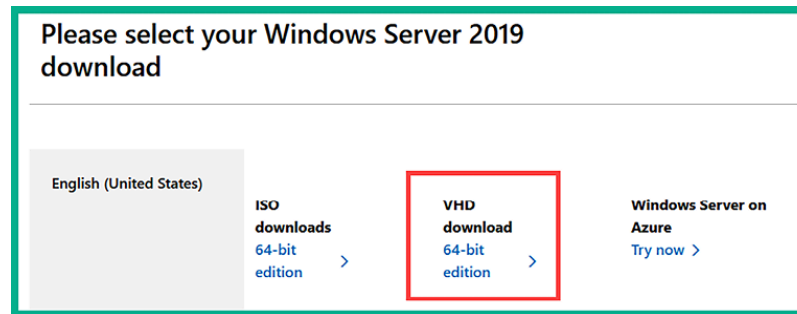 Please select your Windows Server 2019
download
English (United States)
ISO
downloads
64-bit
edition
VHD
download
64-bit
edition
Windows Server on
Azure
Try now